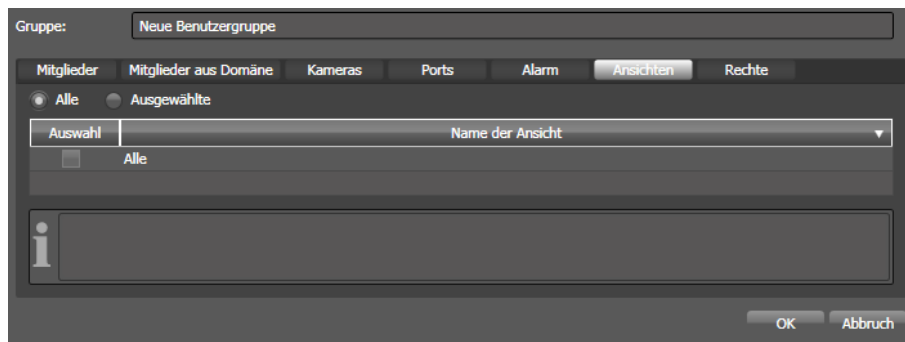 Gruppe: Neue Benutzergruppe
Mitglieder Mitglieder aus Domäne Kameras Ports Alarm Ansichten Rechte
Alle Ausgewählte
Auswahl Name der Ansicht
Alle
OK Abbruch